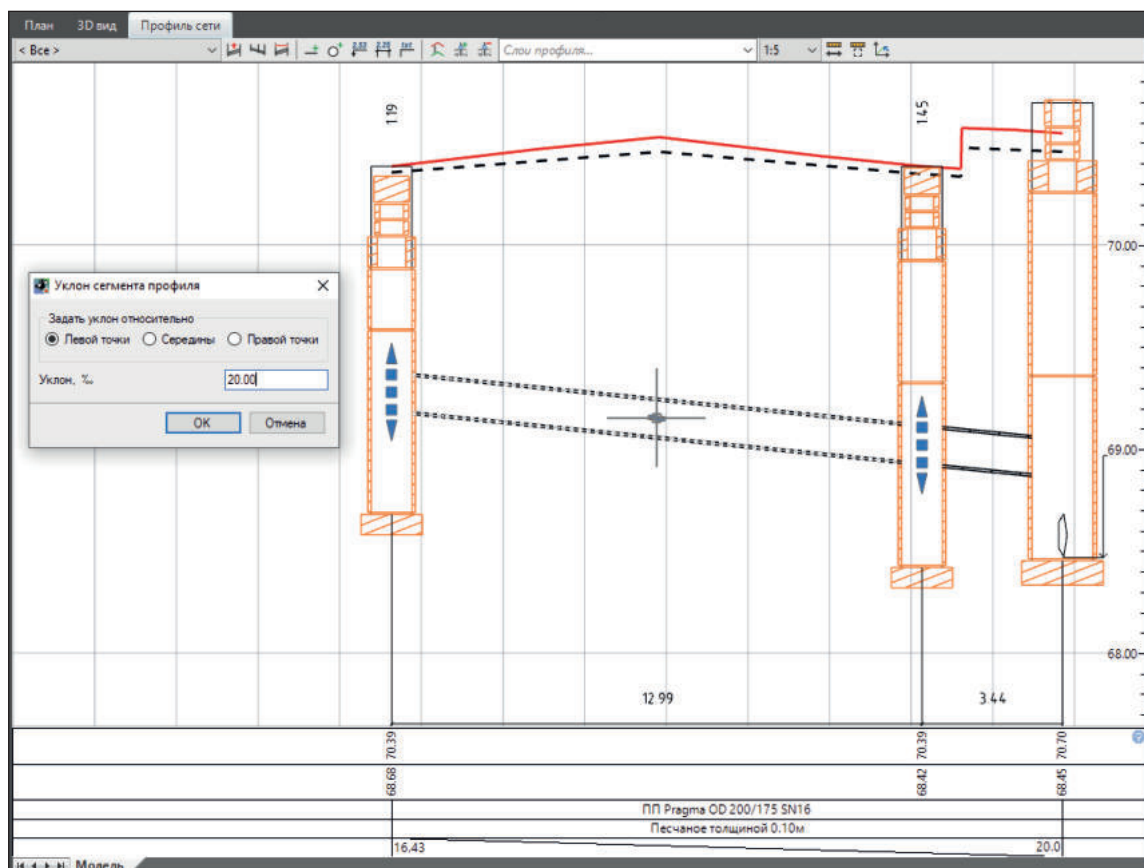 План 3D вид Профиль сети
< Все > Слои профиля... 1:5
1.19
1.45
70.00
Уклон сегмента профиля
Задать уклон относительно
Левой точки Середины Правой точки
Уклон, ‰ 20.00
ОК Отмена
69.00
68.00
12.99 3.44
70.39 70.39 70.70
68.68 68.42 68.45
ПП Pragma OD 200/175 SN16
Песчаное толщиной 0.10м
16,43 20.0
Модель